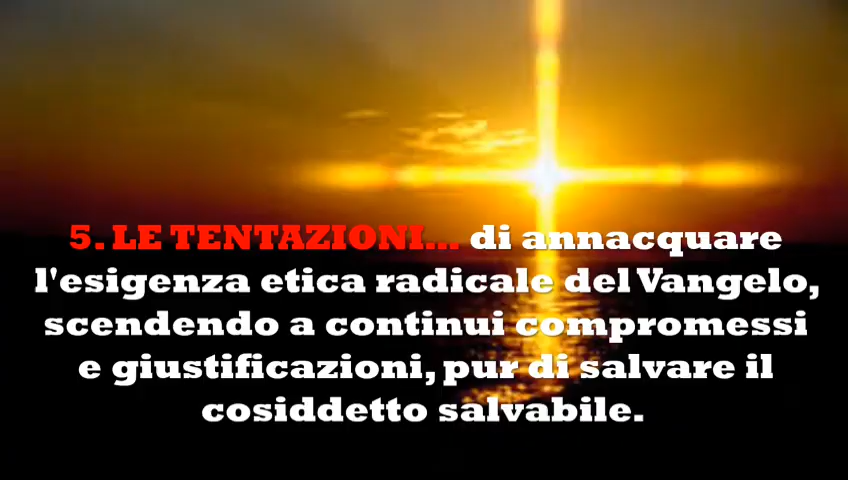 5. LE TENTAZIONI... di annacquare
l'esigenza etica radicale del Vangelo,
scendendo a continui compromessi
e giustificazioni, pur di salvare il
cosiddetto salvabile.